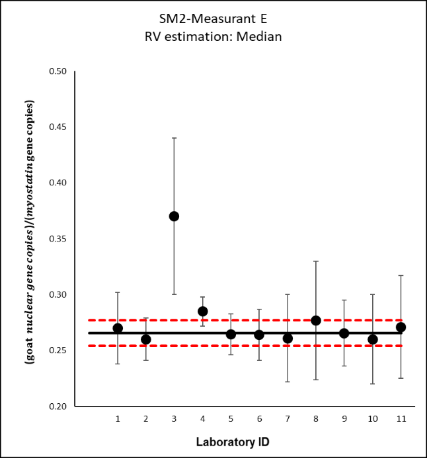 SM2-Measurant E
RV estimation: Median
(goat nuclear gene copies)/(myostatin gene copies)
0.50
0.45
0.40
0.35
0.30
0.25
0.20
1 2 3 4 5 6 7 8 9 10 11
Laboratory ID